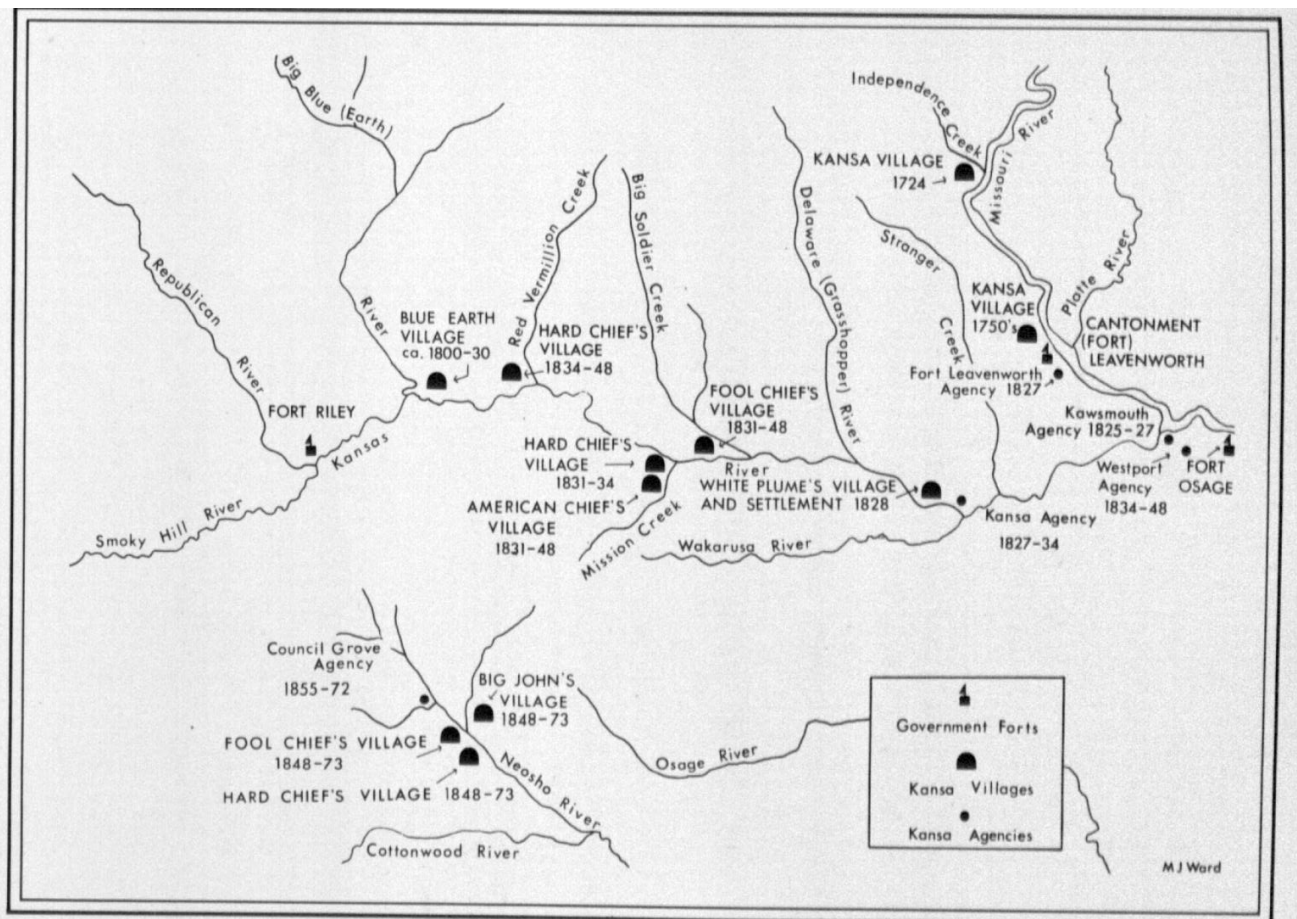 Big Blue (Earth)
River
Republican
River
FORT RILEY
Smoky Hill River
Kansas
River
BLUE EARTH
VILLAGE
ca. 1800-30
Red Vermillion Creek
HARD CHIEF'S
VILLAGE
1834-48
Big Soldier
Creek
FOOL CHIEF'S
VILLAGE
1831-48
HARD CHIEF'S
VILLAGE
1831-34
AMERICAN CHIEF'S
VILLAGE
1831-48
Mission Creek
Wakarusa River
Delaware (Grasshopper) River
WHITE PLUME'S VILLAGE
AND SETTLEMENT 1828
Kansa Agency
1827-34
Stranger
Creek
Independence Creek
KANSA VILLAGE
1724
Missouri River
Platte River
KANSA
VILLAGE
1750's
CANTONMENT
(FORT)
LEAVENWORTH
Fort Leavenworth
Agency 1827
Kawsmouth
Agency 1825-27
Westport
Agency
1834-48
FORT
OSAGE
Council Grove
Agency
1855-72
BIG JOHN'S
VILLAGE
1848-73
FOOL CHIEF'S VILLAGE
1848-73
HARD CHIEF'S VILLAGE 1848-73
Neosho River
Cottonwood River
Osage River
Government Forts
Kansa Villages
Kansa Agencies
MJ Ward